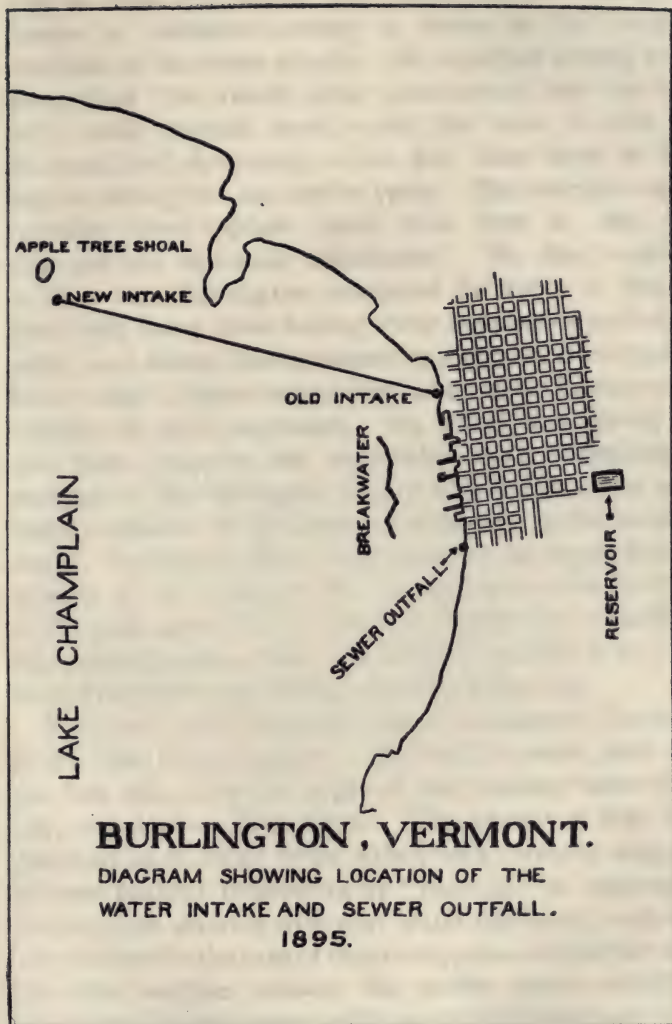 APPLE TREE SHOAL
NEW INTAKE
OLD INTAKE
BREAKWATER
LAKE CHAMPLAIN
SEWER OUTFALL
RESERVOIR
BURLINGTON, VERMONT.
DIAGRAM SHOWING LOCATION OF THE
WATER INTAKE AND SEWER OUTFALL.
1895.